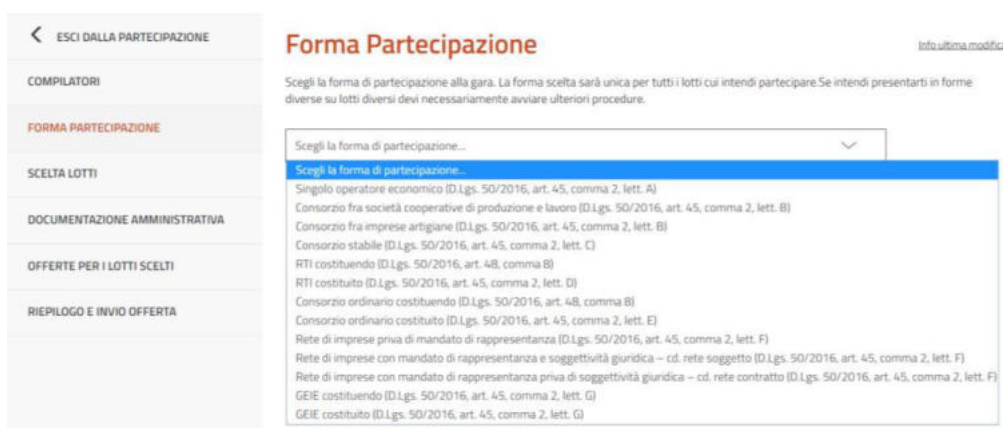 ESCI DALLA PARTECIPAZIONE
COMPILATORI
FORMA PARTECIPAZIONE
SCELTA LOTTI
DOCUMENTAZIONE AMMINISTRATIVA
OFFERTE PER I LOTTI SCELTI
RIEPILOGO E INVIO OFFERTA
Forma Partecipazione
Info ultima modifica
Scegli la forma di partecipazione alla gara. La forma scelta sarà unica per tutti i lotti cui intendi partecipare.Se intendi presentarti in forme
diverse su lotti diversi devi necessariamente avviare ulteriori procedure.
Scegli la forma di partecipazione...
Scegli la forma di partecipazione...
Singolo operatore economico (D.Lgs. 50/2016, art. 45, comma 2, lett. A)
Consorzio fra società cooperative di produzione e lavoro (D.Lgs. 50/2016, art. 45, comma 2, lett. B)
Consorzio fra imprese artigiane (D.Lgs. 50/2016, art. 45, comma 2, lett. B)
Consorzio stabile (D.Lgs. 50/2016, art. 45, comma 2, lett. C)
RTI costituendo (D.Lgs. 50/2016, art. 48, comma 8)
RTI costituito (D.Lgs. 50/2016, art. 45, comma 2, lett. D)
Consorzio ordinario costituendo (D.Lgs. 50/2016, art. 48, comma 8)
Consorzio ordinario costituito (D.Lgs. 50/2016, art. 45, comma 2, lett. E)
Rete di imprese priva di mandato di rappresentanza (D.Lgs. 50/2016, art. 45, comma 2, lett. F)
Rete di imprese con mandato di rappresentanza e soggettività giuridica – cd. rete soggetto (D.Lgs. 50/2016, art. 45, comma 2, lett. F)
Rete di imprese con mandato di rappresentanza priva di soggettività giuridica – cd. rete contratto (D.Lgs. 50/2016, art. 45, comma 2, lett. F)
GEIE costituendo (D.Lgs. 50/2016, art. 45, comma 2, lett. G)
GEIE costituito (D.Lgs. 50/2016, art. 45, comma 2, lett. G)